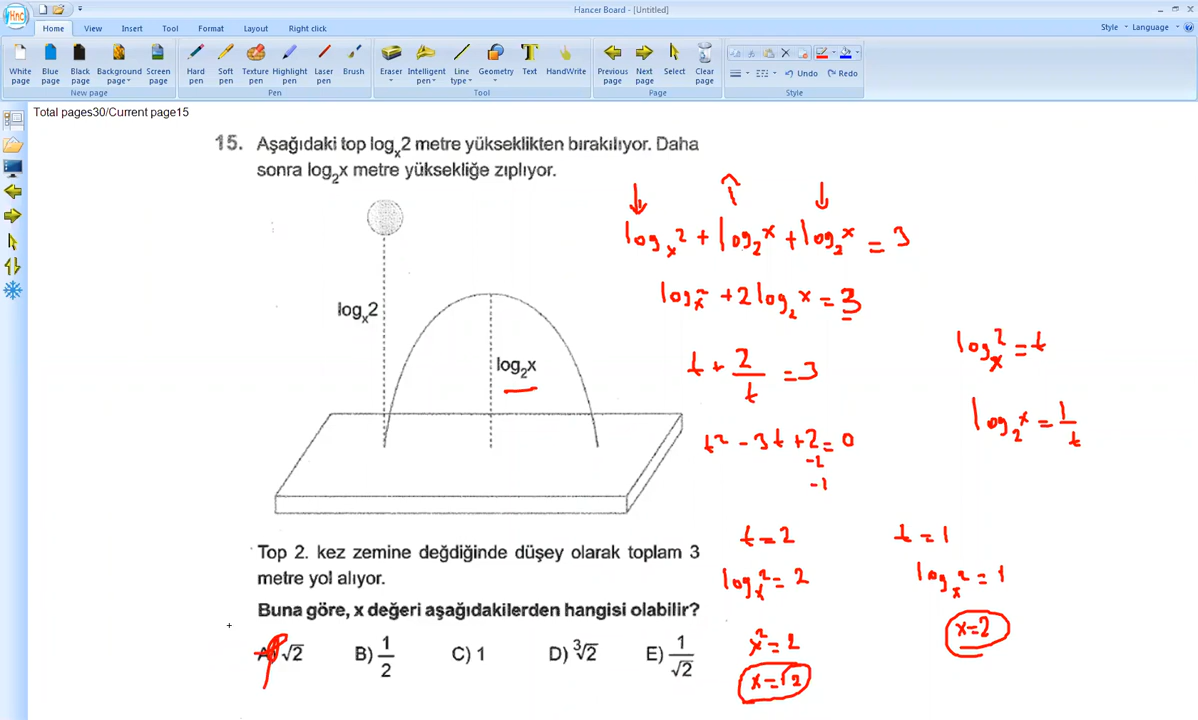 Hancer Board - [Untitled]
Home View Insert Tool Format Layout Right click
Style Language
White page Blue page Black page Background page Screen page
Hard pen Soft pen Texture pen Highlight pen Laser pen Brush
Eraser Intelligent pen Line type Geometry Text HandWrite
Previous page Next page Select Clear page
Undo Redo
New page Pen Tool Page Style
Total pages30/Current page15
15. Aşağıdaki top logₓ2 metre yükseklikten bırakılıyor. Daha
sonra log₂x metre yüksekliğe zıplıyor.
logₓ2
log₂x
Top 2. kez zemine değdiğinde düşey olarak toplam 3
metre yol alıyor.
Buna göre, x değeri aşağıdakilerden hangisi olabilir?
A) √2 B) 1/2 C) 1 D) ³√2 E) 1/√2
↓ ↑ ↓
logₓ2 + log₂x + log₂x = 3
logₓ2 + 2log₂x = 3
t + 2/t = 3
t² - 3t + 2 = 0
-2
-1
t = 2
logₓ2 = 2
x² = 2
x = √2
logₓ2 = t
log₂x = 1/t
t = 1
logₓ2 = 1
x = 2